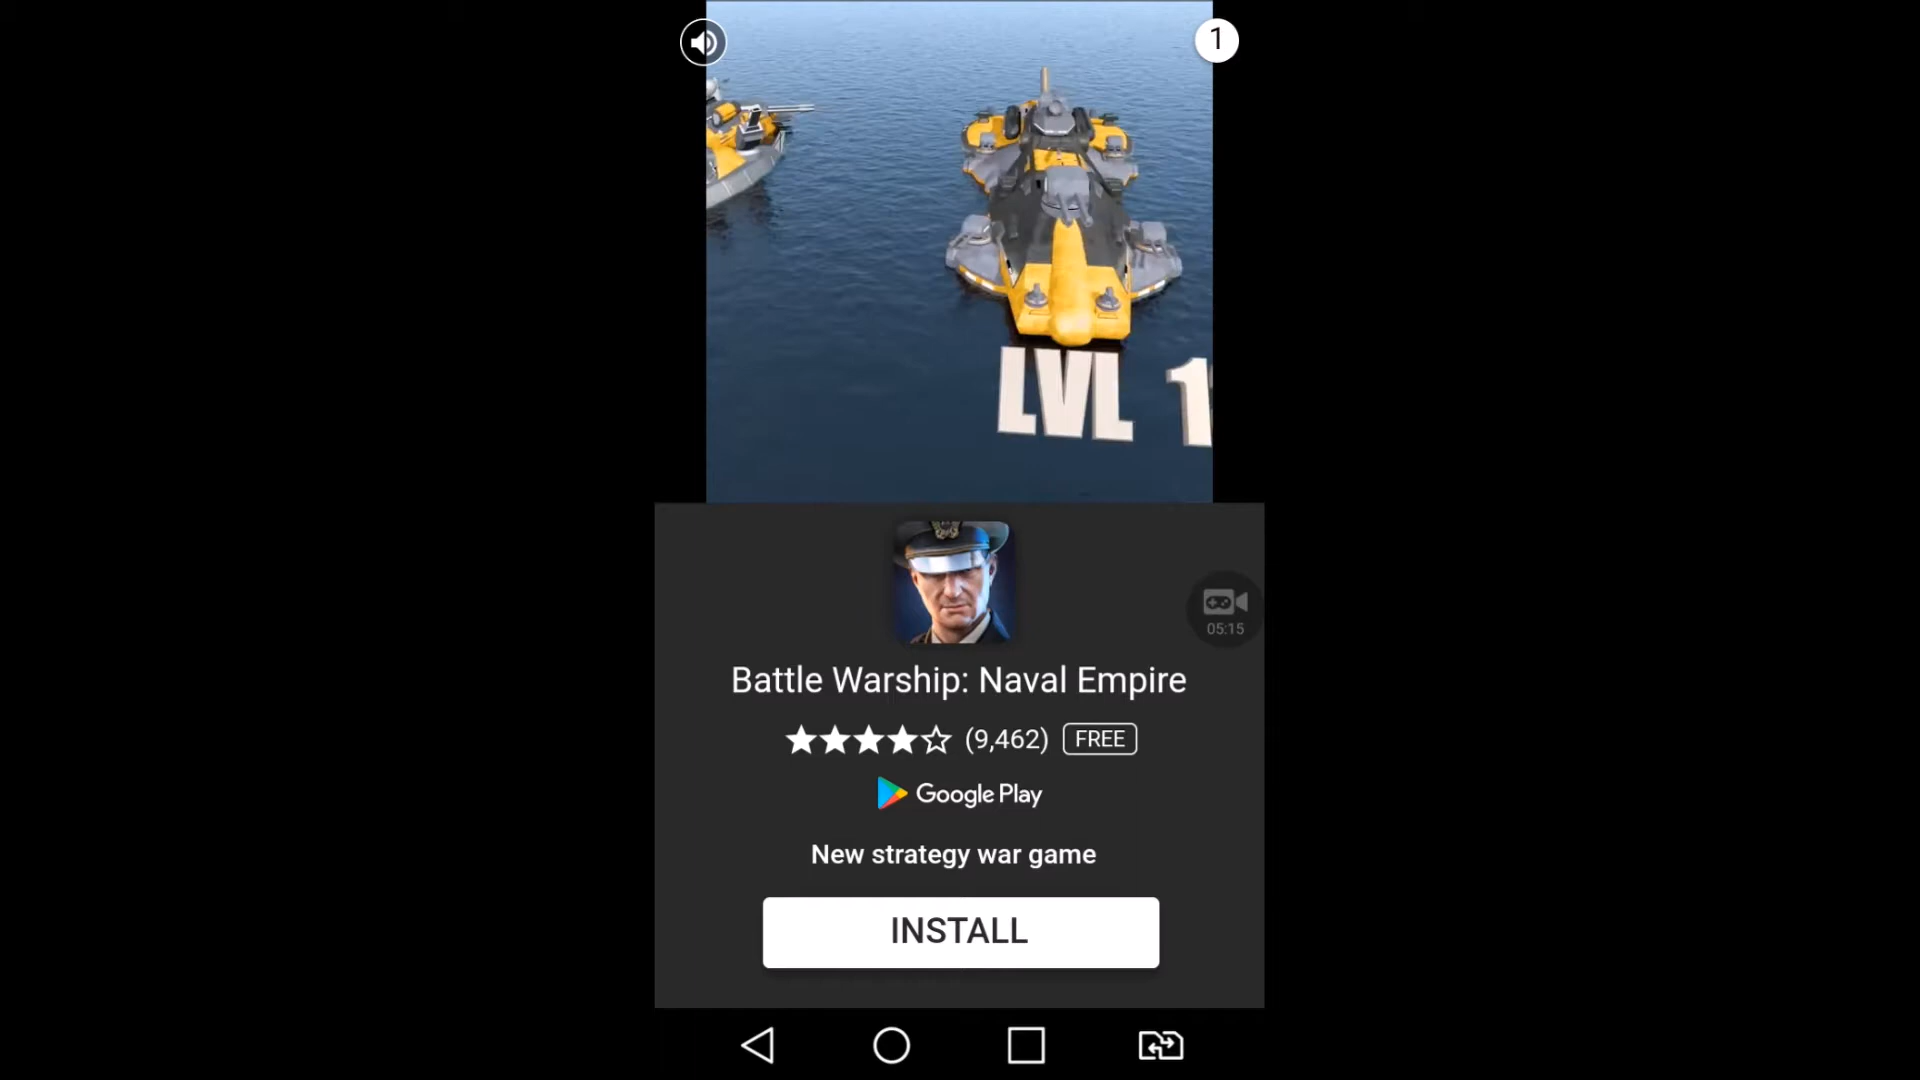 1
LVL 1
05:15
Battle Warship: Naval Empire
(9,462) FREE
Google Play
New strategy war game
INSTALL